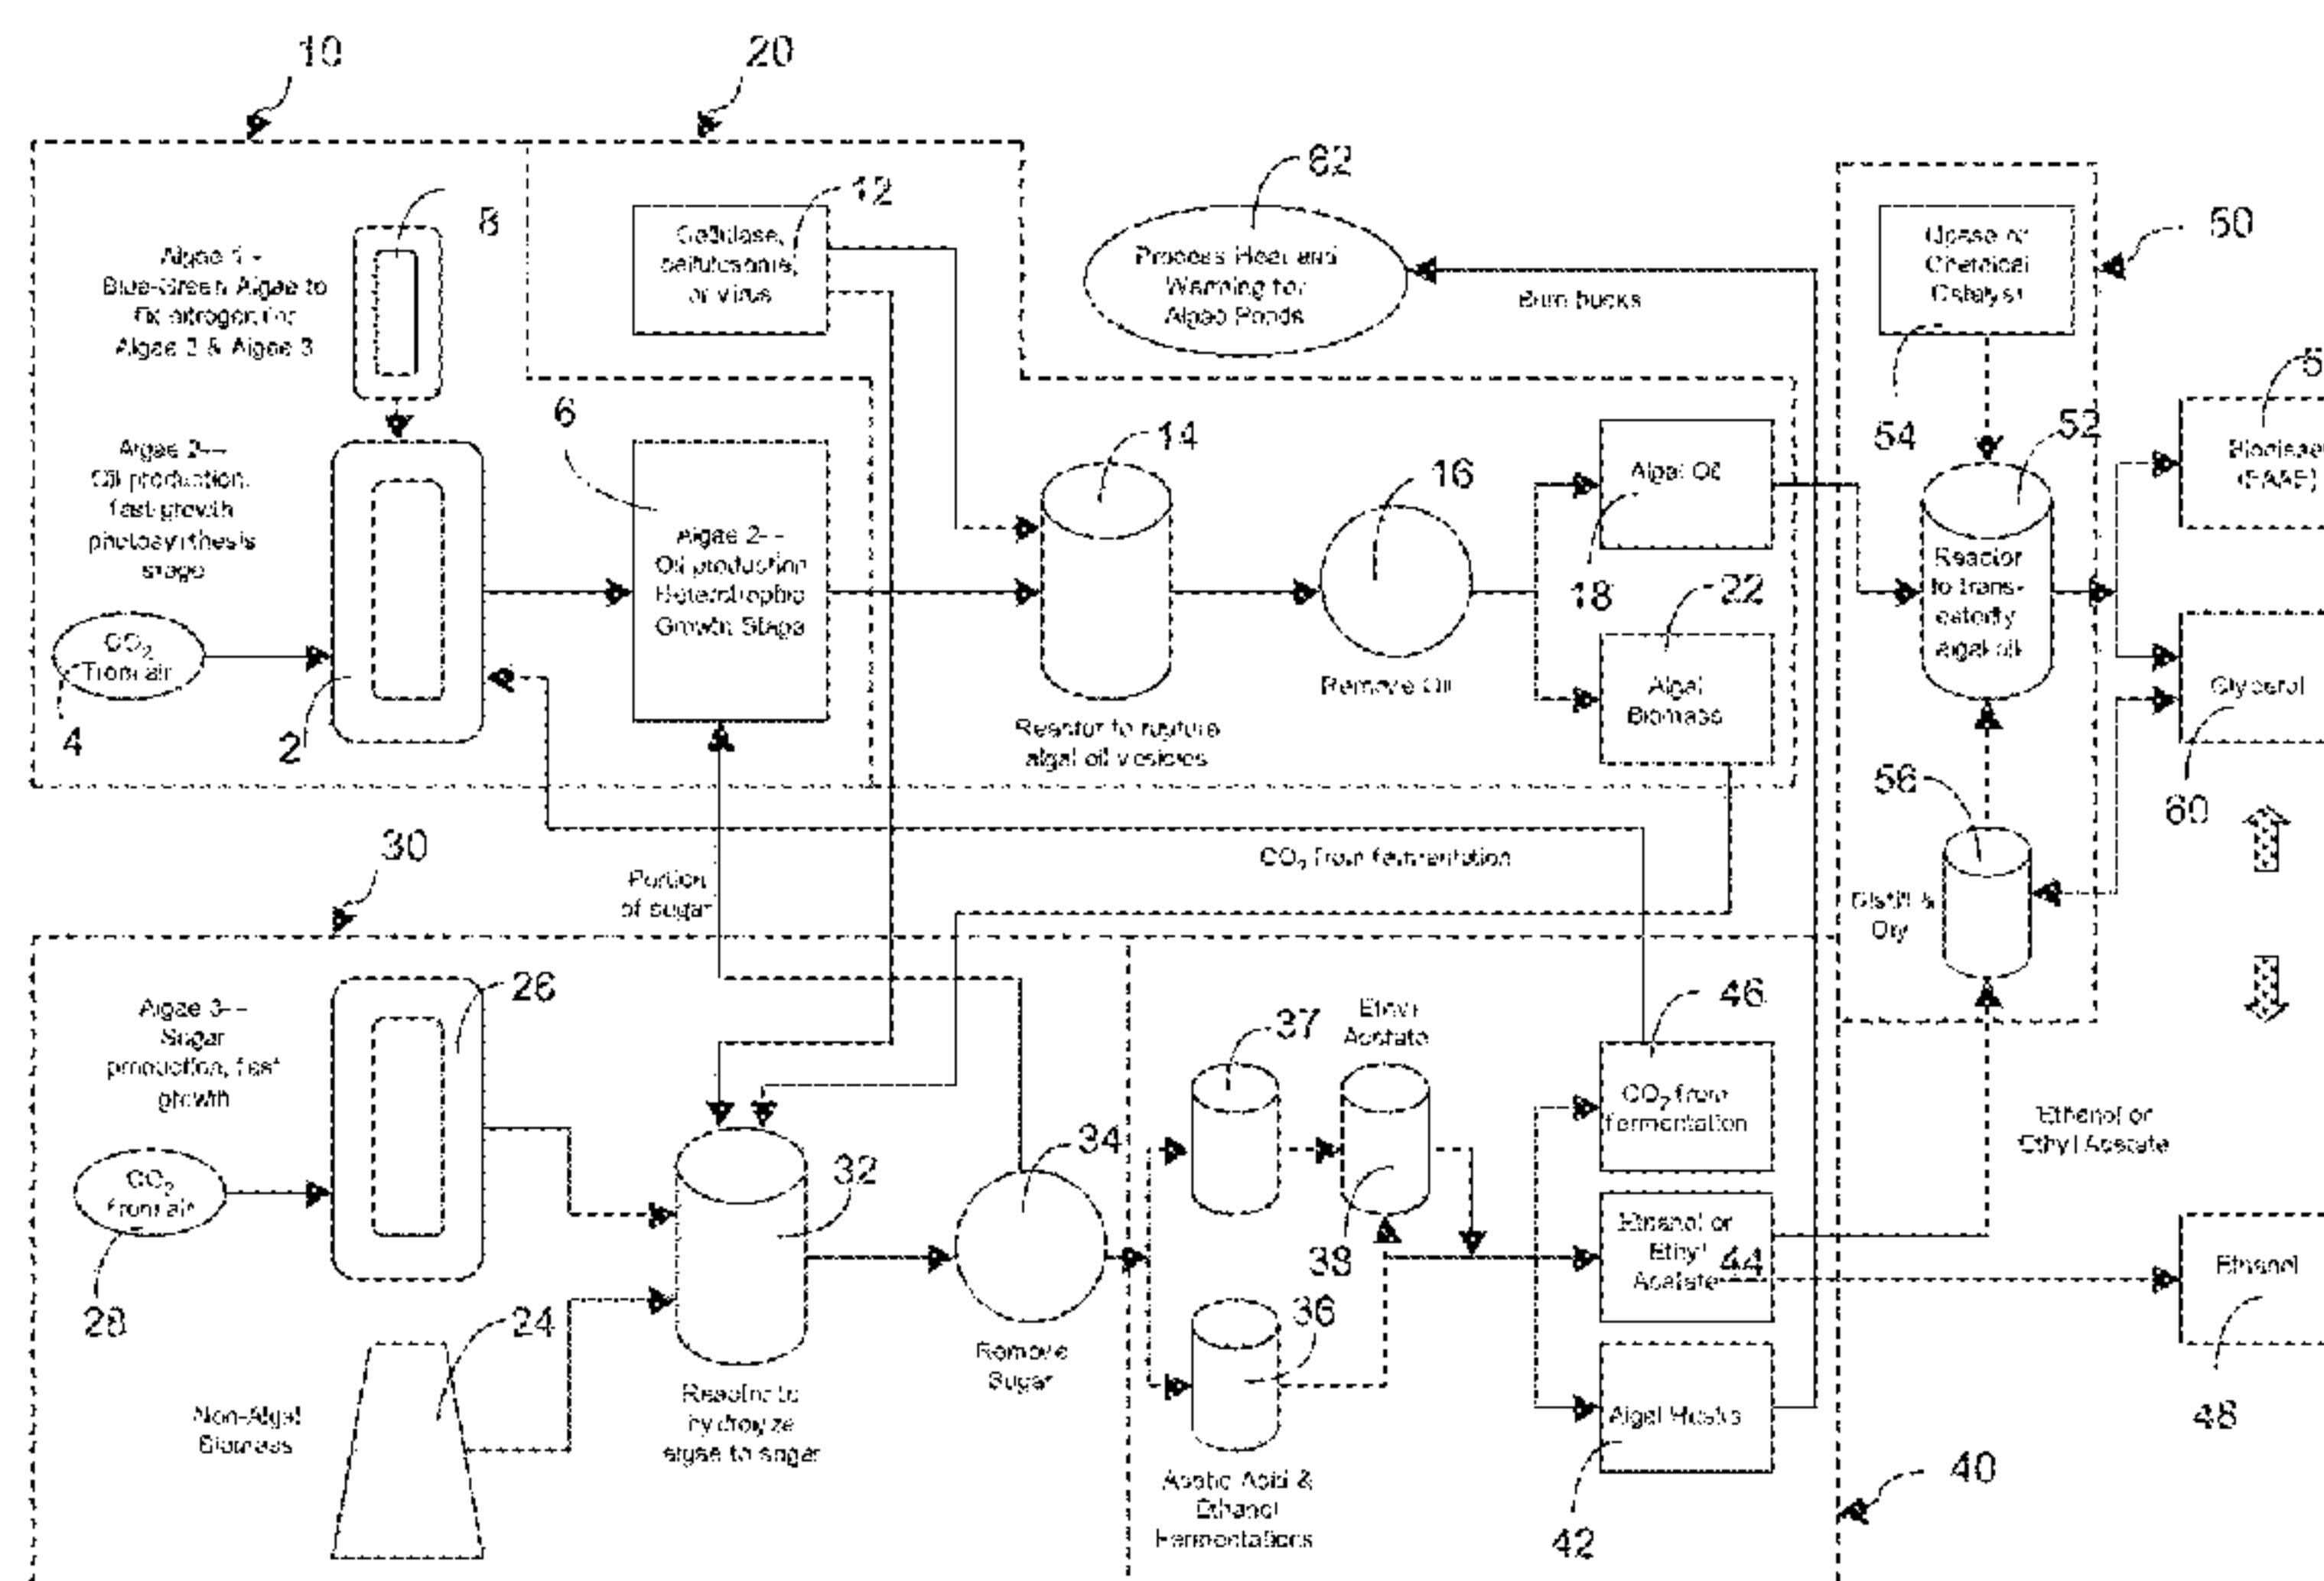 10
20
62
12
8
50
Algae 1 -
Blue-Green Algae to
fix nitrogen for
Algae 2 & Algae 3
Cellulase,
cellulosome,
or virus
Process Heat and
Warming for
Algae Ponds
Chemical
Catalyst
54
6
14
16
52
Algae 2--
Oil production,
fast-growth
photosynthesis
stage
Algae 2--
Oil production
Heterotrophic
Growth Stage
Algal Oil
18
22
Reactor
to trans-
esterify
algal oil
CO2
from air
4
2
Remove Oil
Algal
Biomass
Glycerol
Reactor to rupture
algal oil vesicles
56
60
30
Portion
of sugar
CO2 from fermentation
Distill &
Dry
Algae 3--
Sugar
production, fast
growth
26
37
Ethyl
Acetate
46
CO2 from
fermentation
Ethanol or
Ethyl Acetate
CO2
from air
28
32
34
38
Ethanol or
Ethyl
Acetate
44
Ethanol
48
24
36
Non-Algal
Biomass
Reactor to
hydrolyze
algae to sugar
Remove
Sugar
Acetic Acid &
Ethanol
Fermentations
Algal Husks
42
40